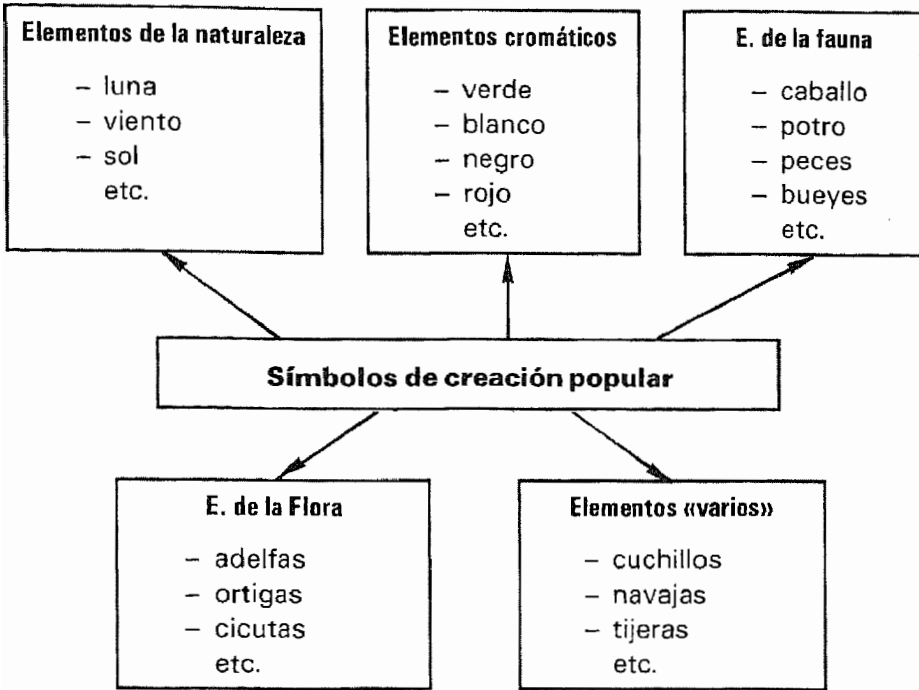 Elementos de la naturaleza
– luna
– viento
– sol
etc.
Elementos cromáticos
– verde
– blanco
– negro
– rojo
etc.
E. de la fauna
– caballo
– potro
– peces
– bueyes
etc.
Símbolos de creación popular
E. de la Flora
– adelfas
– ortigas
– cicutas
etc.
Elementos «varios»
– cuchillos
– navajas
– tijeras
etc.